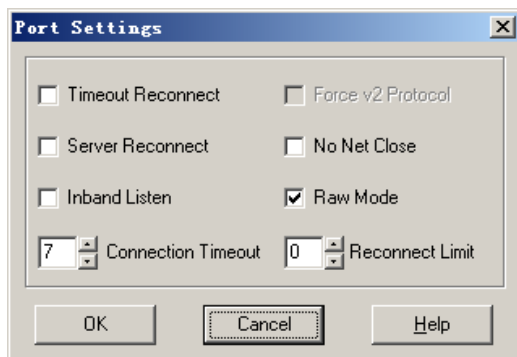 Port Settings
Timeout Reconnect
Force v2 Protocol
Server Reconnect
No Net Close
Inband Listen
Raw Mode
7 Connection Timeout
0 Reconnect Limit
OK
Cancel
Help